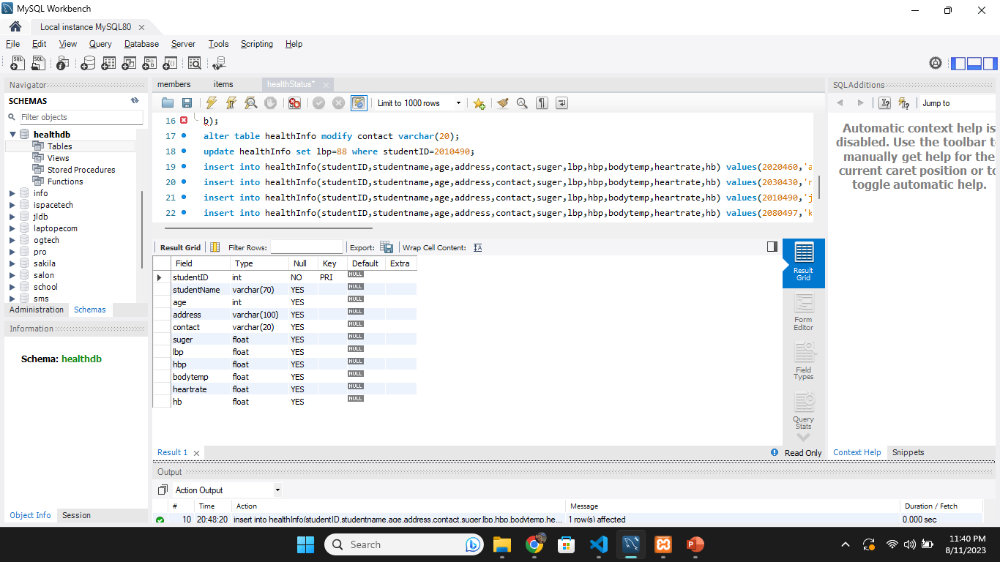 MySQL Workbench
Local instance MySQL80
File Edit View Query Database Server Tools Scripting Help
Navigator
SCHEMAS
Filter objects
healthdb
Tables
Views
Stored Procedures
Functions
info
ispacetech
jldb
laptopecom
ogtech
pro
sakila
salon
school
sms
Administration Schemas
Information
Schema: healthdb
Object Info Session
members items healthStatus*
Limit to 1000 rows
16 b);
17 alter table healthInfo modify contact varchar(20);
18 update healthInfo set lbp=88 where studentID=2010490;
19 insert into healthInfo(studentID,studentname,age,address,contact,suger,lbp,hbp,bodytemp,heartrate,hb) values(2020460,'a
20 insert into healthInfo(studentID,studentname,age,address,contact,suger,lbp,hbp,bodytemp,heartrate,hb) values(2030430,'r
21 insert into healthInfo(studentID,studentname,age,address,contact,suger,lbp,hbp,bodytemp,heartrate,hb) values(2010490,'j
22 insert into healthInfo(studentID,studentname,age,address,contact,suger,lbp,hbp,bodytemp,heartrate,hb) values(2080497,'k
Result Grid Filter Rows: Export: Wrap Cell Content:
Field Type Null Key Default Extra
studentID int NO PRI NULL
studentName varchar(70) YES NULL
age int YES NULL
address varchar(100) YES NULL
contact varchar(20) YES NULL
suger float YES NULL
lbp float YES NULL
hbp float YES NULL
bodytemp float YES NULL
heartrate float YES NULL
hb float YES NULL
Result
Grid
Form
Editor
Field
Types
Query
Stats
Result 1 Read Only
SQLAdditions
Jump to
Automatic context help is
disabled. Use the toolbar t
manually get help for the
current caret position or to
toggle automatic help.
Context Help Snippets
Output
Action Output
# Time Action Message Duration / Fetch
10 20:48:20 insert into healthInfo(studentID,studentname,age,address,contact,suger,lbp,hbp,bodytemp,he... 1 row(s) affected 0.000 sec
Search
11:40 PM
8/11/2023